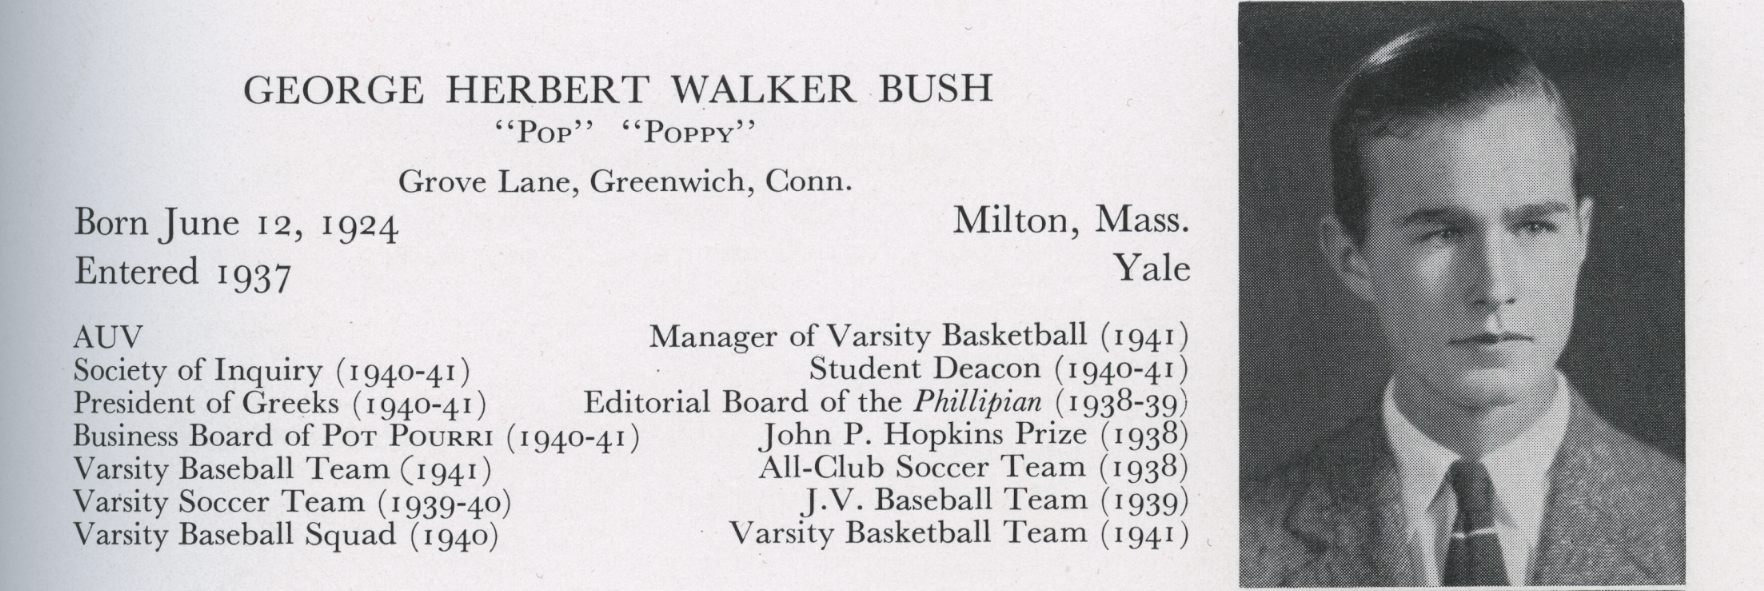 GEORGE HERBERT WALKER BUSH
“Pop” “Poppy”
Grove Lane, Greenwich, Conn.
Born June 12, 1924 Milton, Mass.
Entered 1937 Yale
AUV Manager of Varsity Basketball (1941)
Society of Inquiry (1940-41) Student Deacon (1940-41)
President of Greeks (1940-41) Editorial Board of the Phillipian (1938-39)
Business Board of Pot Pourri (1940-41) John P. Hopkins Prize (1938)
Varsity Baseball Team (1941) All-Club Soccer Team (1938)
Varsity Soccer Team (1939-40) J.V. Baseball Team (1939)
Varsity Baseball Squad (1940) Varsity Basketball Team (1941)